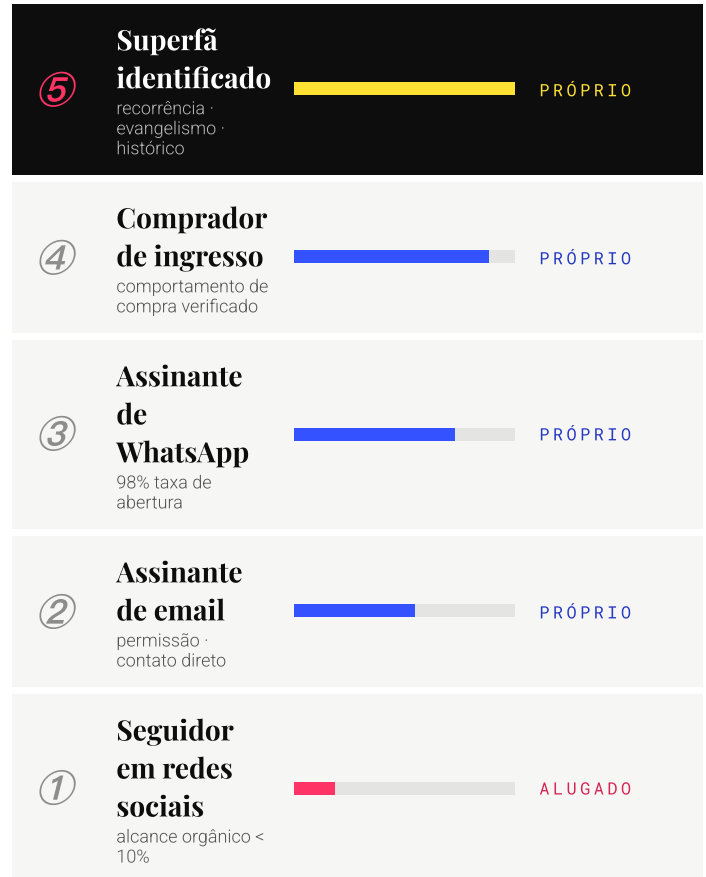 ⑤
Superfã
identificado
recorrência ·
evangelismo ·
histórico
PRÓPRIO
④
Comprador
de ingresso
comportamento de
compra verificado
PRÓPRIO
③
Assinante
de
WhatsApp
98% taxa de
abertura
PRÓPRIO
②
Assinante
de email
permissão ·
contato direto
PRÓPRIO
①
Seguidor
em redes
sociais
alcance orgânico <
10%
ALUGADO